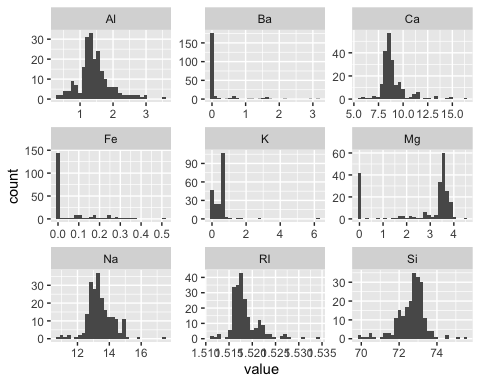 Al Ba Ca
30 150 40
20 100
10 50 20
0 0 0
1 2 3 0 1 2 3 5.0 7.5 10.0 12.5 15.0
Fe K Mg
150 90 60
100 60 40
50 30 20
0 0 0
0.0 0.1 0.2 0.3 0.4 0.5 0 2 4 6 0 1 2 3 4
count
Na RI Si
30 40 30
20 30 20
10 20 10
0 10 0
0
12 14 16 1.510 1.515 1.520 1.525 1.530 1.535 70 72 74
value